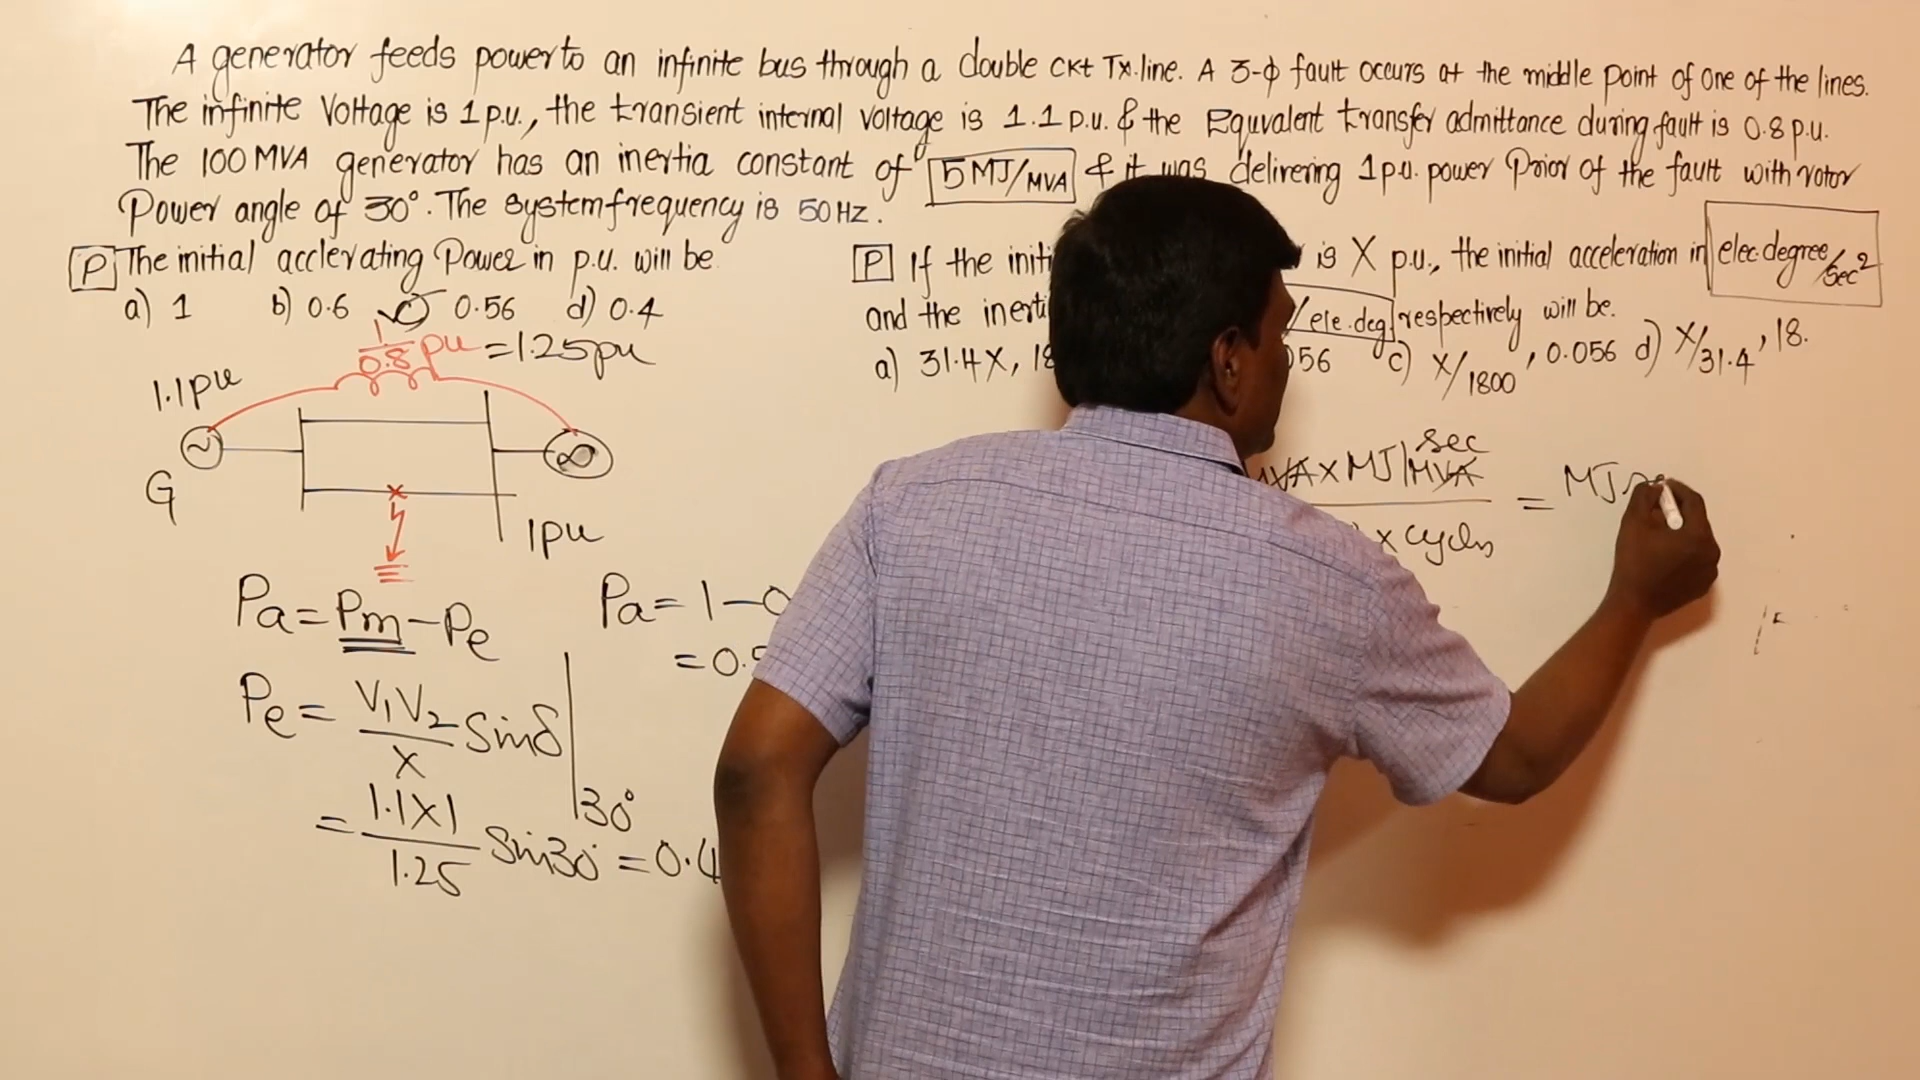 A generator feeds power to an infinite bus through a double ckt Tx.line. A 3-φ fault occurs at the middle point of one of the lines.
The infinite Voltage is 1 p.u., the transient internal voltage is 1.1 p.u. & the Equvalent transfer admittance during fault is 0.8 p.u.
The 100 MVA generator has an inertia constant of 5 MJ/MVA & it was delivering 1 p.u. power Prior of the fault with rotor
Power angle of 30°. The system frequency is 50 Hz.
P The initial acclerating Power in p.u. will be
a) 1 b) 0.6 0.56 d) 0.4
P If the is X p.u., the initial acceleration in elec.degree/sec²
and the /ele.deg respectively will be.
a) 31.4X, 056 c) X/1800, 0.056 d) X/31.4, 18.
1/0.8 pu = 1.25 pu
1.1 pu
G
∞
1 pu
Pa = Pm - Pe
Pe = V₁V₂/X sinδ | 30°
= 1.1×1/1.25 sin30° = 0.4
Pa = 1 -
= 0.
MVA × MJ/MVA sec
× cycles
= MJ